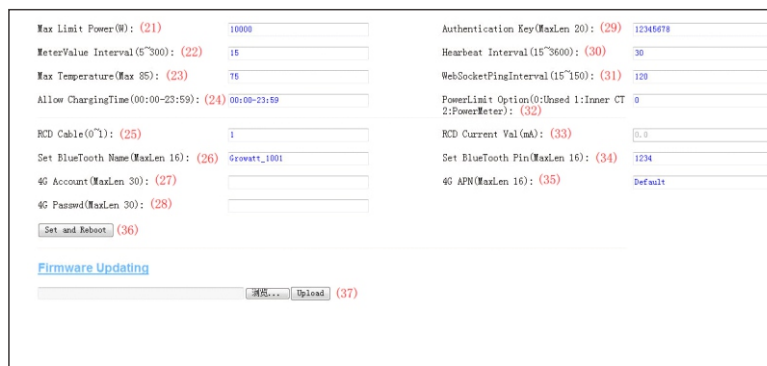 Max Limit Power(W): (21) 10000 Authentication Key(MaxLen 20): (29) 12345678
MeterValue Interval(5~300): (22) 15 Hearbeat Interval(15~3600): (30) 30
Max Temperature(Max 85): (23) 75 WebSocketPingInterval(15~150): (31) 120
Allow ChargingTime(00:00-23:59): (24) 00:00-23:59 PowerLimit Option(0:Unsed 1:Inner CT 0
2:PowerMeter): (32)
RCD Cable(0~1): (25) 1 RCD Current Val(mA): (33) 0.0
Set BlueTooth Name(MaxLen 16): (26) Growatt_1001 Set BlueTooth Pin(MaxLen 16): (34) 1234
4G Account(MaxLen 30): (27) 4G APN(MaxLen 16): (35) Default
4G Passwd(MaxLen 30): (28)
Set and Reboot (36)
Firmware Updating
浏览... Upload (37)